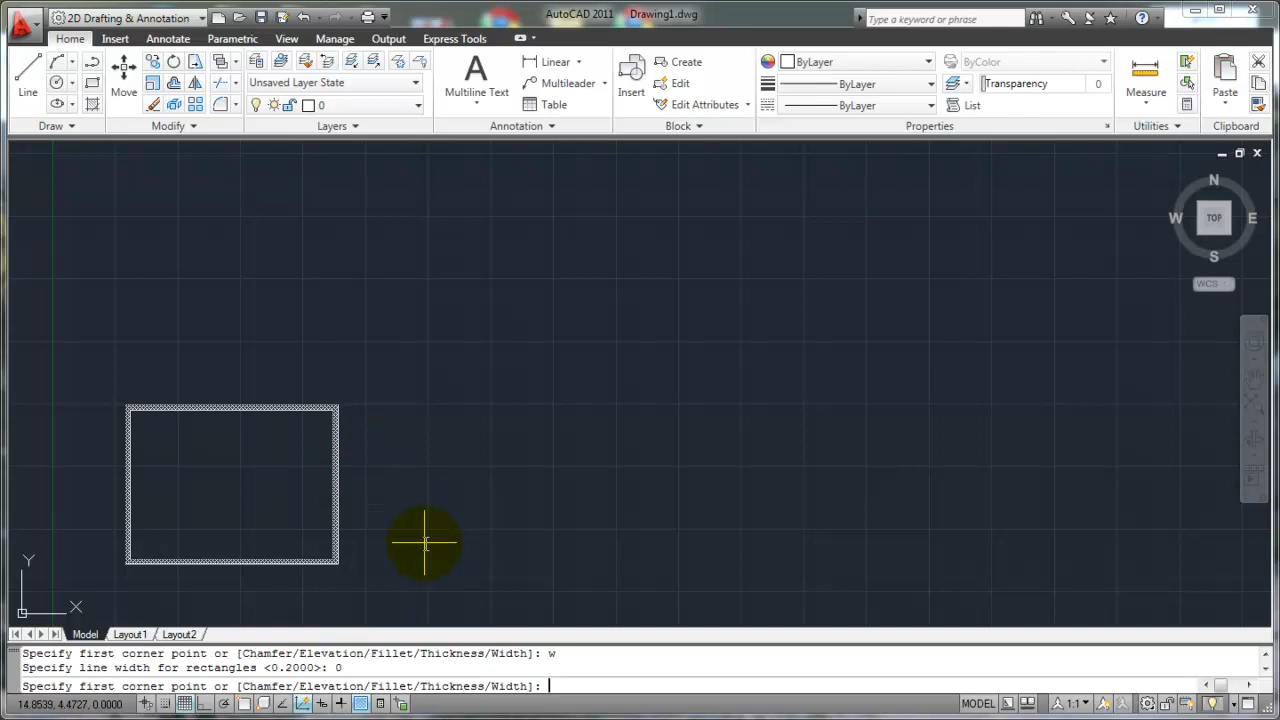 2D Drafting & Annotation
AutoCAD 2011 Drawing1.dwg
Type a keyword or phrase
Home Insert Annotate Parametric View Manage Output Express Tools
Line
Move
Unsaved Layer State
0
Multiline Text
Linear
Multileader
Table
Insert
Create
Edit
Edit Attributes
ByLayer
ByLayer
ByLayer
ByColor
Transparency 0
List
Measure
Paste
Draw Modify Layers Annotation Block Properties Utilities Clipboard
N
W TOP E
S
WCS
Y
X
Model Layout1 Layout2
Specify first corner point or [Chamfer/Elevation/Fillet/Thickness/Width]: w
Specify line width for rectangles <0.2000>: 0
Specify first corner point or [Chamfer/Elevation/Fillet/Thickness/Width]:
14.8539, 4.4727, 0.0000
MODEL
1:1